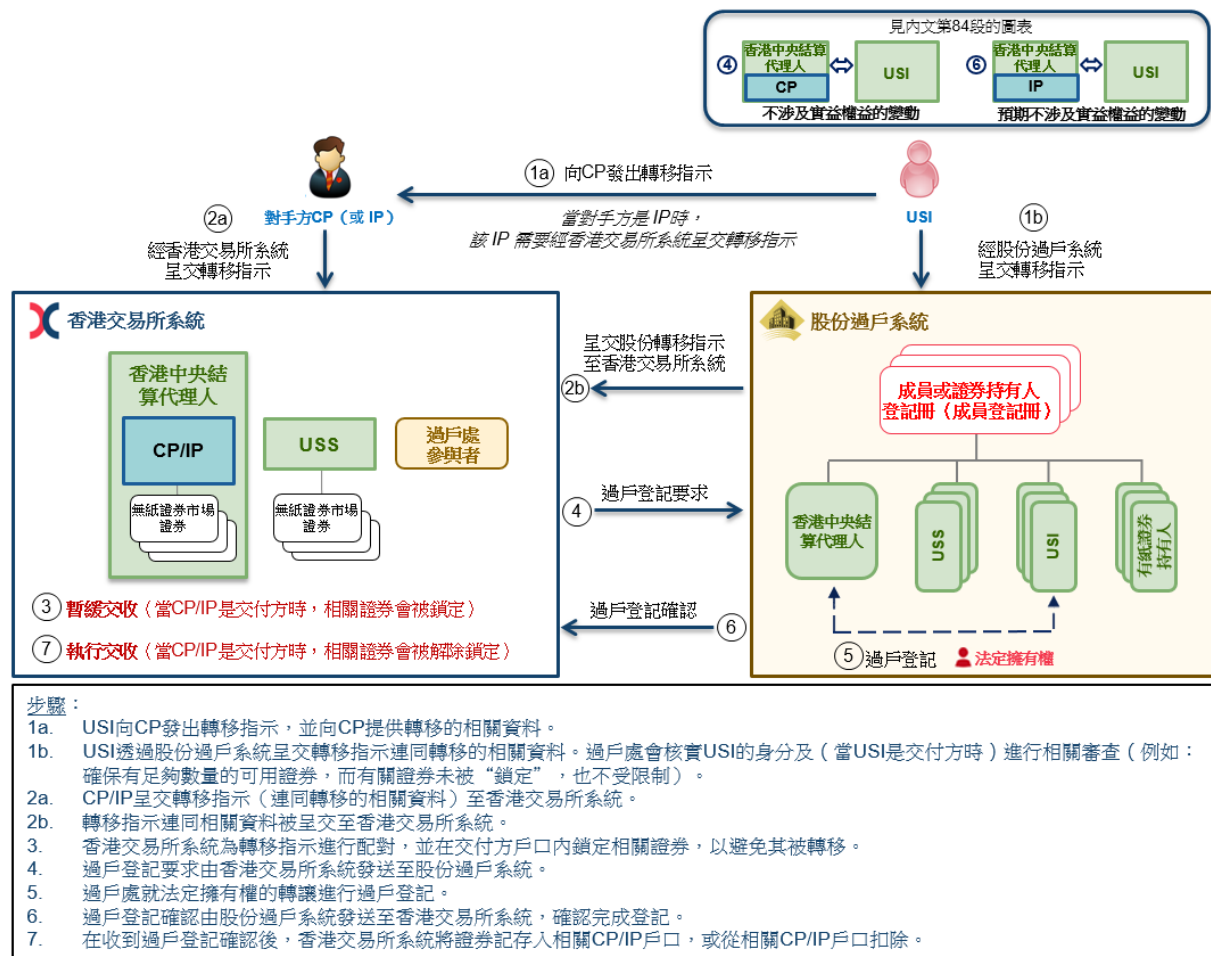 見內文第84段的圖表
④
香港中央結算
代理人
CP
USI
不涉及實益權益的變動
⑥
香港中央結算
代理人
IP
USI
預期不涉及實益權益的變動
1a 向CP發出轉移指示
當對手方是 IP時，
該 IP 需要經香港交易所系統呈交轉移指示
對手方CP（或 IP）
USI
2a
經香港交易所系統
呈交轉移指示
1b
經股份過戶系統
呈交轉移指示
香港交易所系統
香港中央結
算代理人
CP/IP
無紙證券市場
證券
USS
無紙證券市場
證券
過戶處
參與者
3 暫緩交收（當CP/IP是交付方時，相關證券會被鎖定）
7 執行交收（當CP/IP是交付方時，相關證券會被解除鎖定）
呈交股份轉移指示
至香港交易所系統
2b
過戶登記要求
4
過戶登記確認
6
股份過戶系統
成員或證券持有人
登記冊（成員登記冊）
香港中央結
算代理人
USS
USI
有紙證券
持有人
5 過戶登記
法定擁有權
步驟：
1a. USI向CP發出轉移指示，並向CP提供轉移的相關資料。
1b. USI透過股份過戶系統呈交轉移指示連同轉移的相關資料。過戶處會核實USI的身分及（當USI是交付方時）進行相關審查（例如：
確保有足夠數量的可用證券，而有關證券未被“鎖定”，也不受限制）。
2a. CP/IP呈交轉移指示（連同轉移的相關資料）至香港交易所系統。
2b. 轉移指示連同相關資料被呈交至香港交易所系統。
3. 香港交易所系統為轉移指示進行配對，並在交付方戶口內鎖定相關證券，以避免其被轉移。
4. 過戶登記要求由香港交易所系統發送至股份過戶系統。
5. 過戶處就法定擁有權的轉讓進行過戶登記。
6. 過戶登記確認由股份過戶系統發送至香港交易所系統，確認完成登記。
7. 在收到過戶登記確認後，香港交易所系統將證券記存入相關CP/IP戶口，或從相關CP/IP戶口扣除。